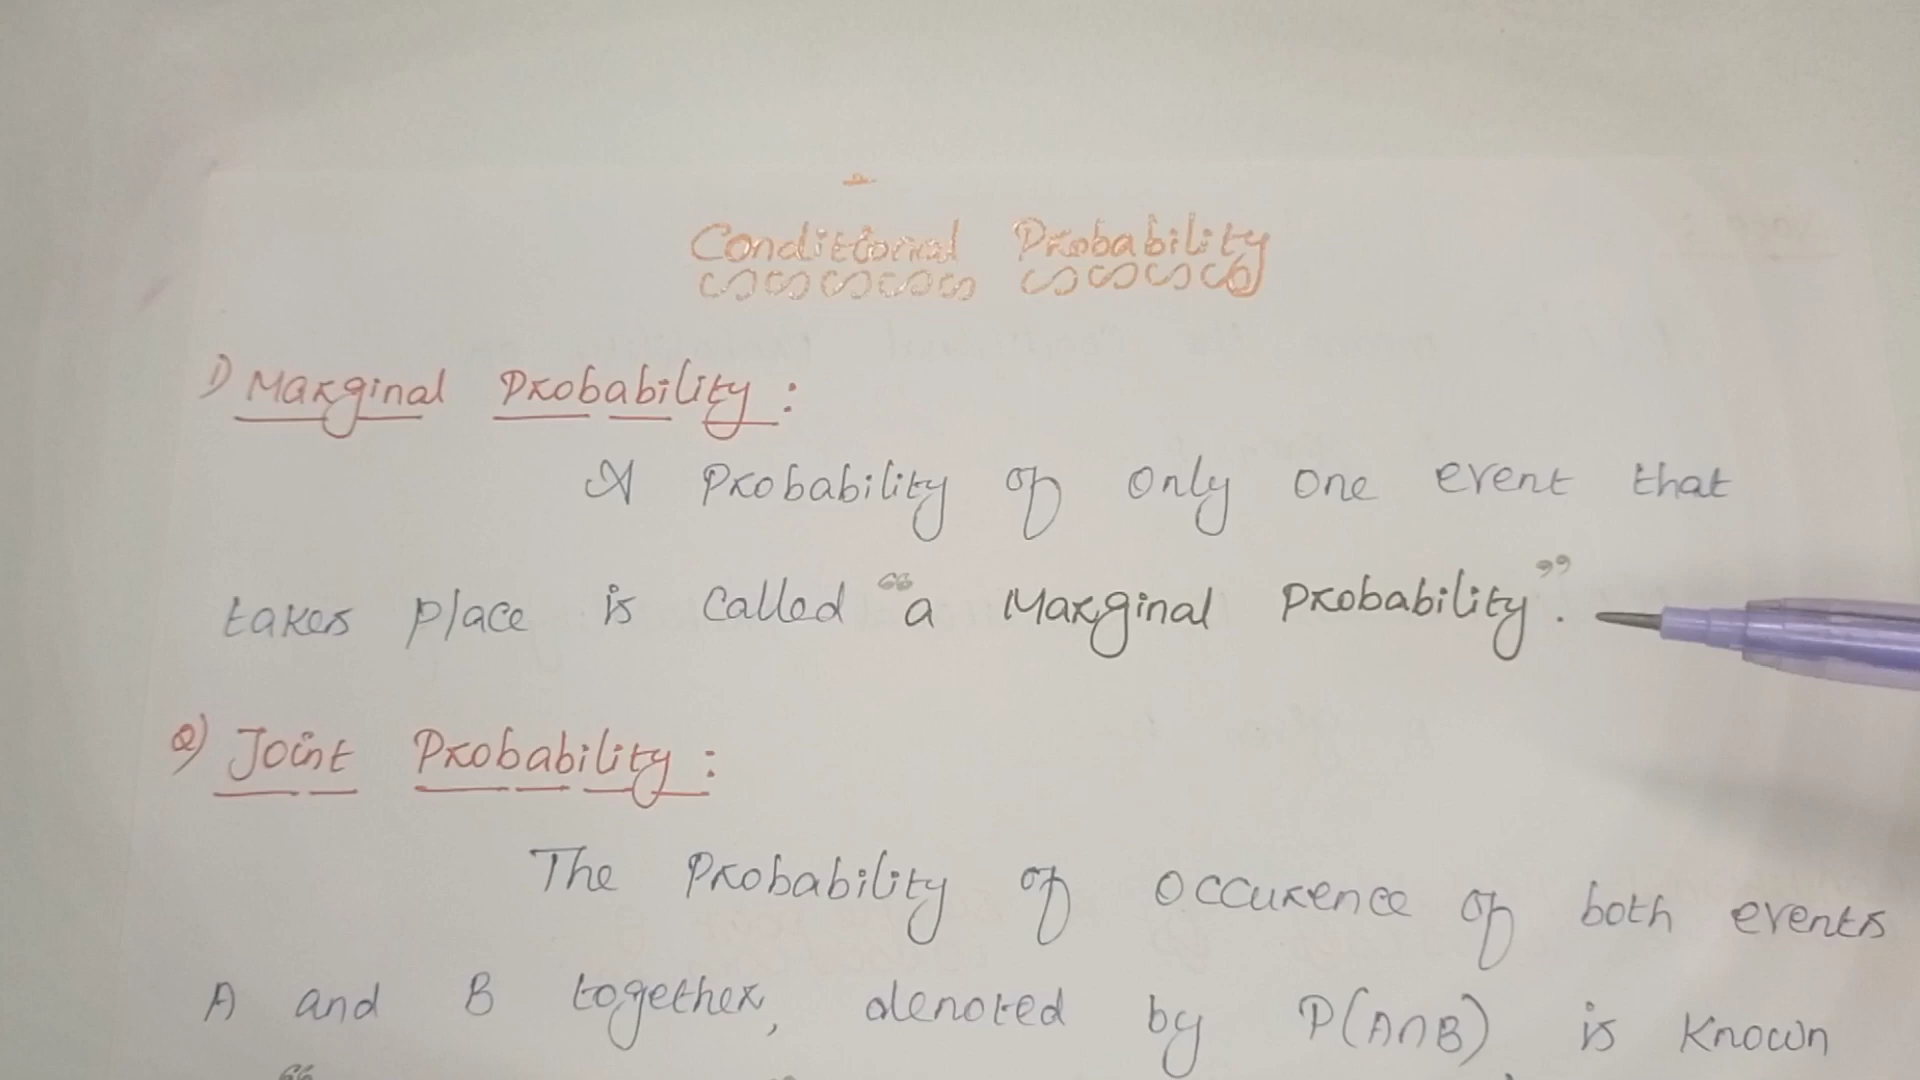 Conditional Probability
1) Marginal Probability :
A Probability of only one event that
takes place is called “a Marginal Probability”.
2) Joint Probability :
The Probability of Occurence of both events
A and B together, denoted by P(A∩B) is known